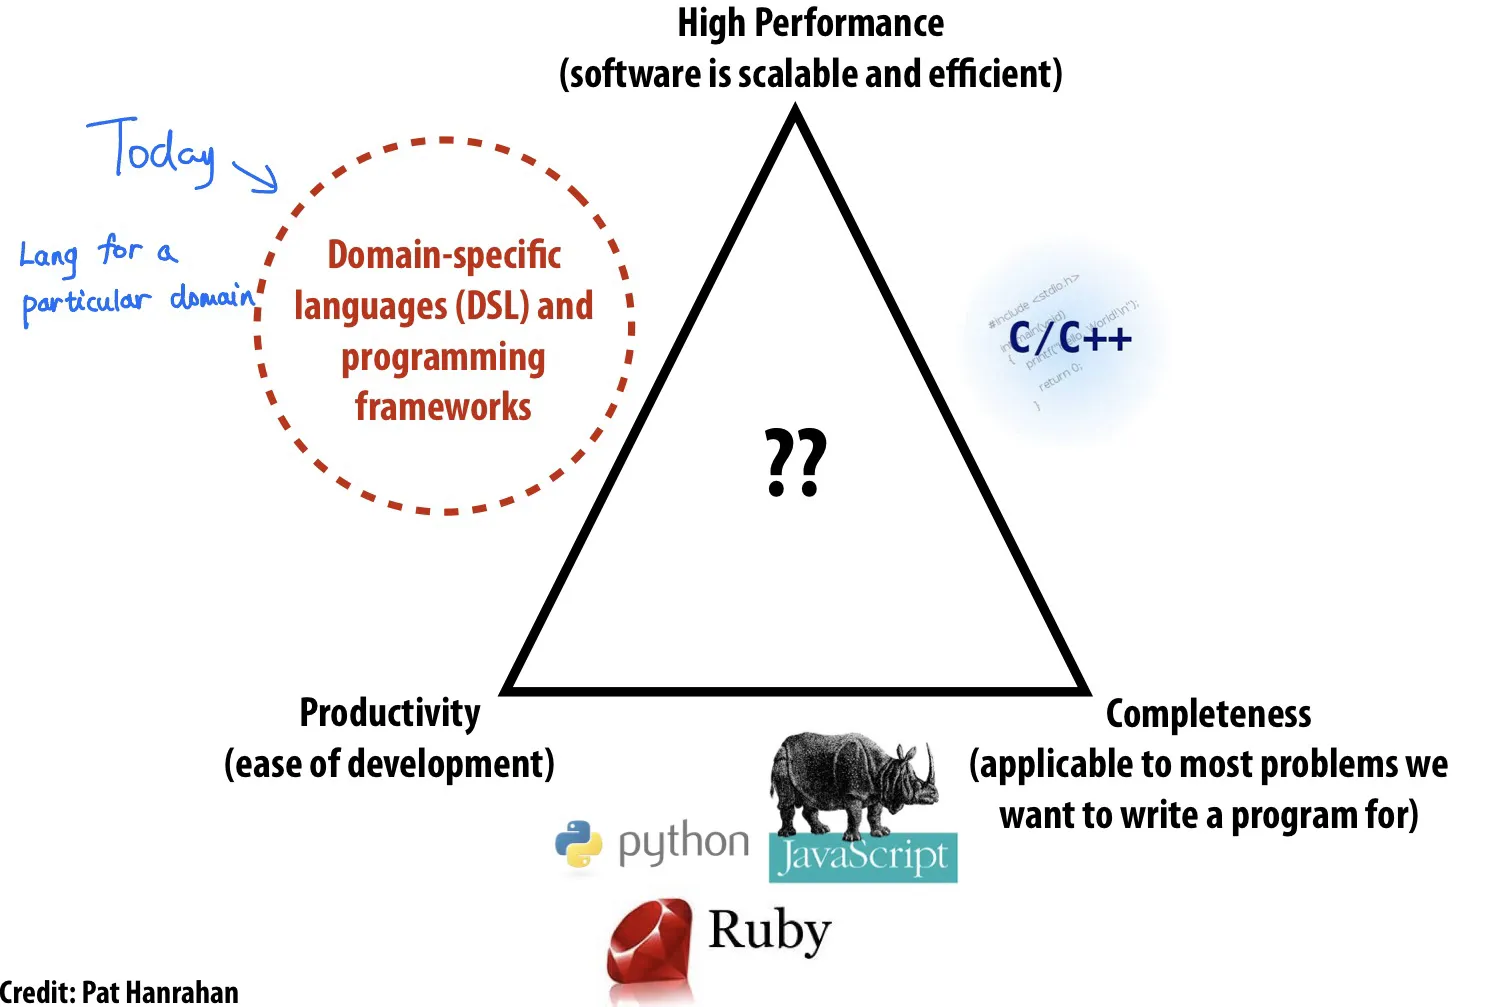 High Performance
(software is scalable and efficient)
Today
Lang for a
particular domain
Domain-specific
languages (DSL) and
programming
frameworks
#include <stdio.h>
int main(void)
{ printf("Hello, World!\n");
return 0;
}
C/C++
??
Productivity
(ease of development)
Completeness
(applicable to most problems we
want to write a program for)
python
JavaScript
Ruby
Credit: Pat Hanrahan